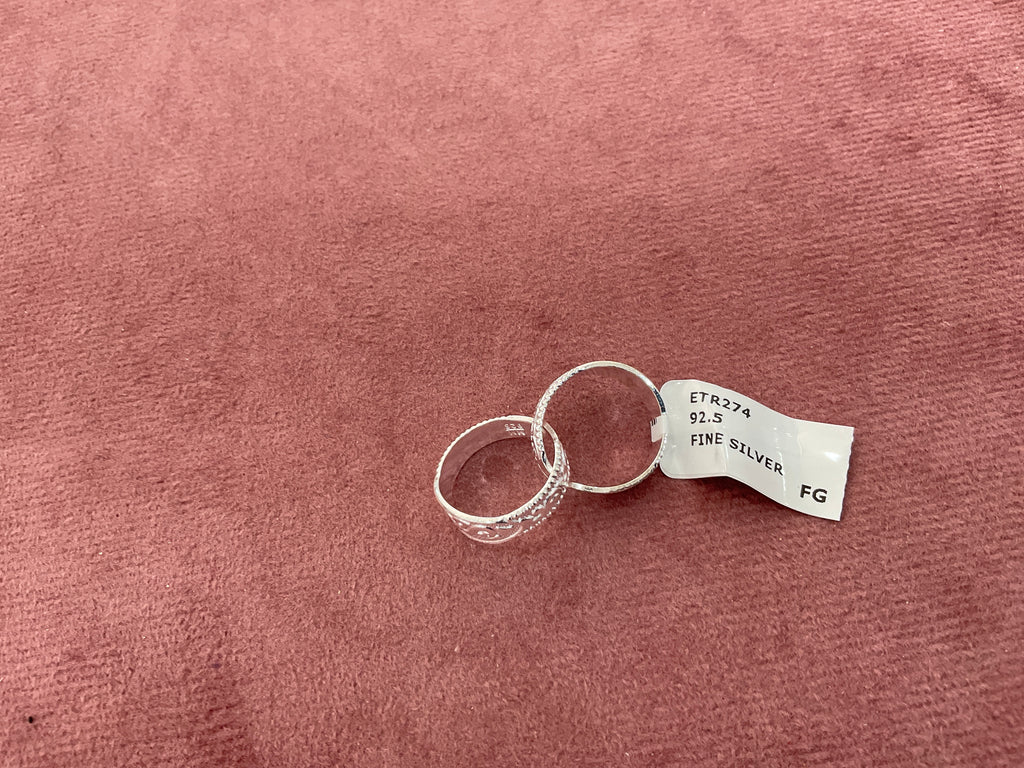 ETR274
92.5
FINE SILVER
FG